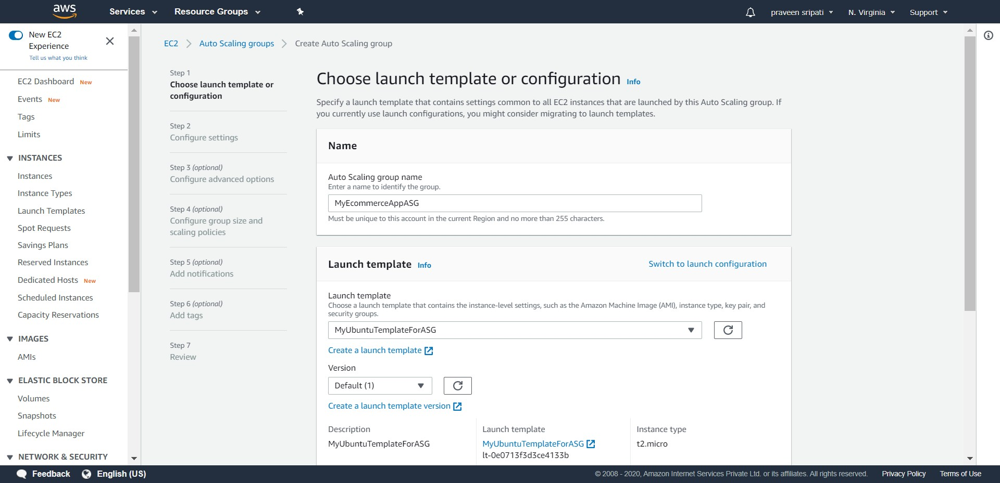 aws
Services
Resource Groups
praveen sripati
N. Virginia
Support
New EC2
Experience
Tell us what you think
EC2 Dashboard New
Events New
Tags
Limits
INSTANCES
Instances
Instance Types
Launch Templates
Spot Requests
Savings Plans
Reserved Instances
Dedicated Hosts New
Scheduled Instances
Capacity Reservations
IMAGES
AMIs
ELASTIC BLOCK STORE
Volumes
Snapshots
Lifecycle Manager
NETWORK & SECURITY
EC2 > Auto Scaling groups > Create Auto Scaling group
Step 1
Choose launch template or
configuration
Step 2
Configure settings
Step 3 (optional)
Configure advanced options
Step 4 (optional)
Configure group size and
scaling policies
Step 5 (optional)
Add notifications
Step 6 (optional)
Add tags
Step 7
Review
Choose launch template or configuration Info
Specify a launch template that contains settings common to all EC2 instances that are launched by this Auto Scaling group. If
you currently use launch configurations, you might consider migrating to launch templates.
Name
Auto Scaling group name
Enter a name to identify the group.
MyEcommerceAppASG
Must be unique to this account in the current Region and no more than 255 characters.
Launch template Info
Switch to launch configuration
Launch template
Choose a launch template that contains the instance-level settings, such as the Amazon Machine Image (AMI), instance type, key pair, and
security groups.
MyUbuntuTemplateForASG
Create a launch template
Version
Default (1)
Create a launch template version
Description
MyUbuntuTemplateForASG
Launch template
MyUbuntuTemplateForASG
lt-0e0713f3d3ce4133b
Instance type
t2.micro
Feedback
English (US)
© 2008 - 2020, Amazon Internet Services Private Ltd. or its affiliates. All rights reserved.
Privacy Policy
Terms of Use